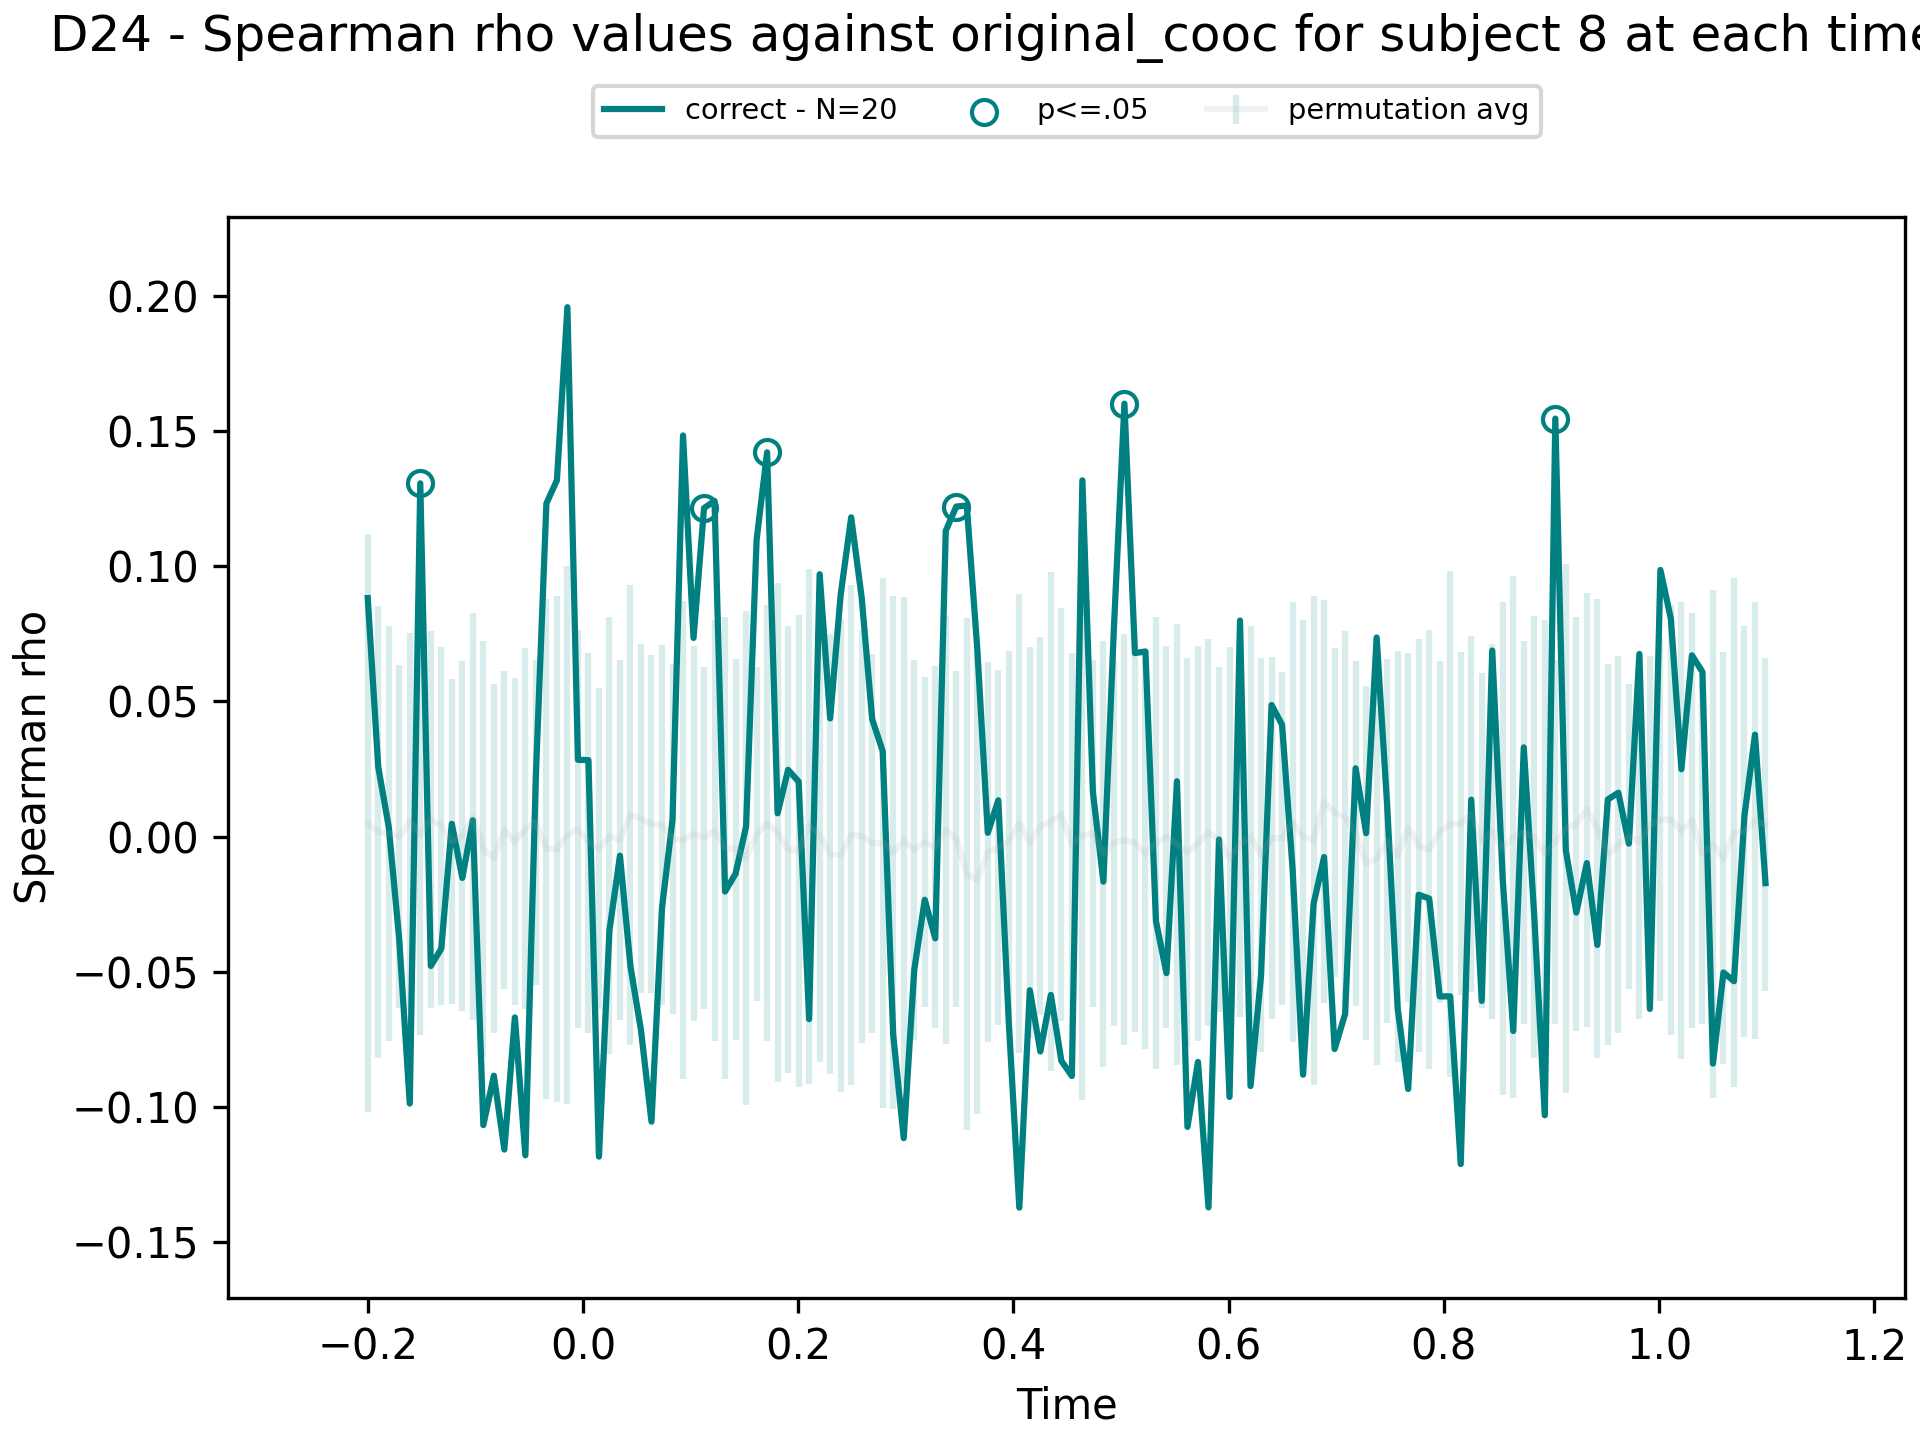 D24 - Spearman rho values against original_cooc for subject 8 at each time
correct - N=20 p<=.05 permutation avg
0.20
0.15
0.10
0.05
0.00
−0.05
−0.10
−0.15
Spearman rho
−0.2 0.0 0.2 0.4 0.6 0.8 1.0 1.2
Time